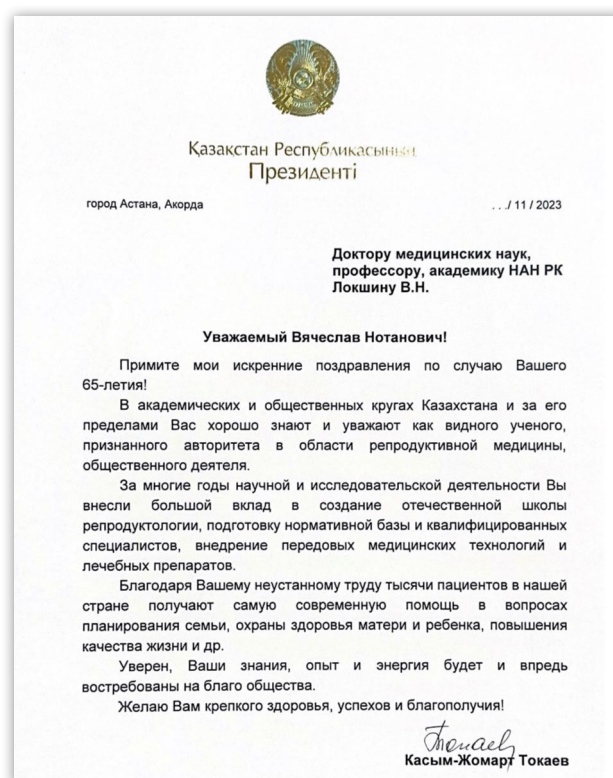 Қазақстан Республикасының
Президенті
город Астана, Акорда
. . ./ 11 / 2023
Доктору медицинских наук,
профессору, академику НАН РК
Локшину В.Н.
Уважаемый Вячеслав Нотанович!
Примите мои искренние поздравления по случаю Вашего
65-летия!
В академических и общественных кругах Казахстана и за его
пределами Вас хорошо знают и уважают как видного ученого,
признанного авторитета в области репродуктивной медицины,
общественного деятеля.
За многие годы научной и исследовательской деятельности Вы
внесли большой вклад в создание отечественной школы
репродуктологии, подготовку нормативной базы и квалифицированных
специалистов, внедрение передовых медицинских технологий и
лечебных препаратов.
Благодаря Вашему неустанному труду тысячи пациентов в нашей
стране получают самую современную помощь в вопросах
планирования семьи, охраны здоровья матери и ребенка, повышения
качества жизни и др.
Уверен, Ваши знания, опыт и энергия будет и впредь
востребованы на благо общества.
Желаю Вам крепкого здоровья, успехов и благополучия!
Токаев
Касым-Жомарт Токаев